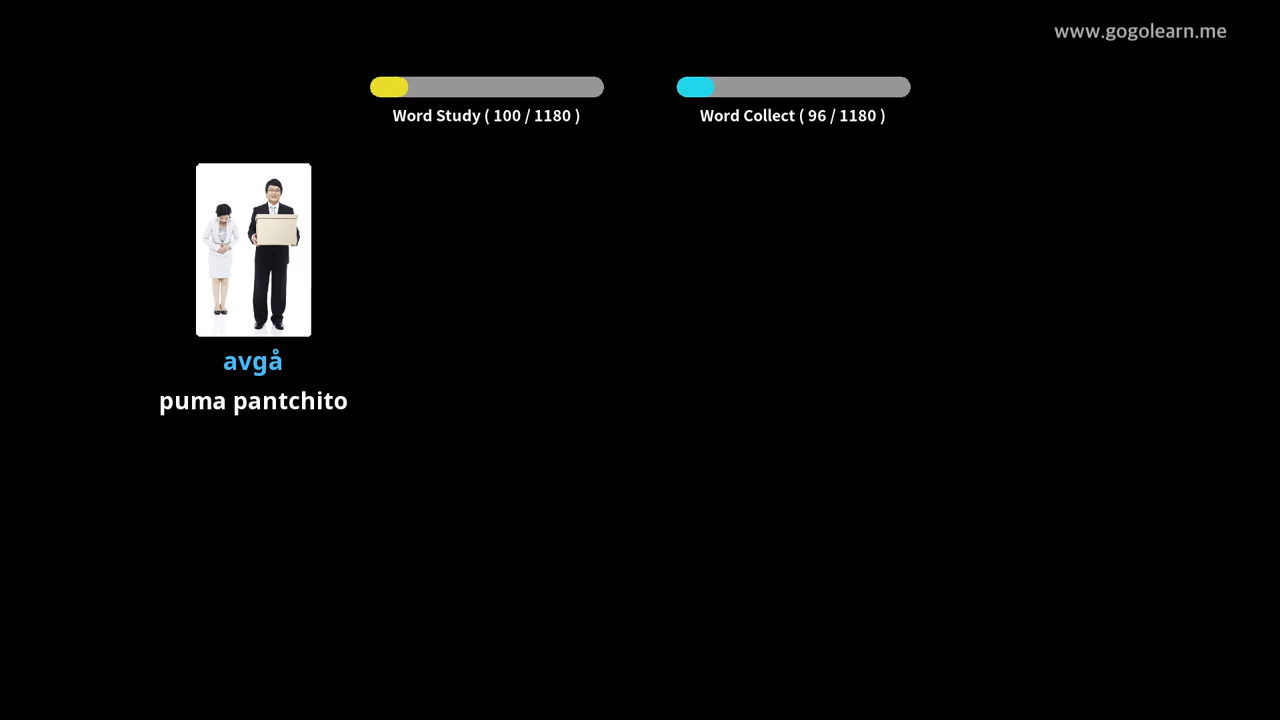 www.gogolearn.me
Word Study ( 100 / 1180 )
Word Collect ( 96 / 1180 )
avgå
puma pantchito